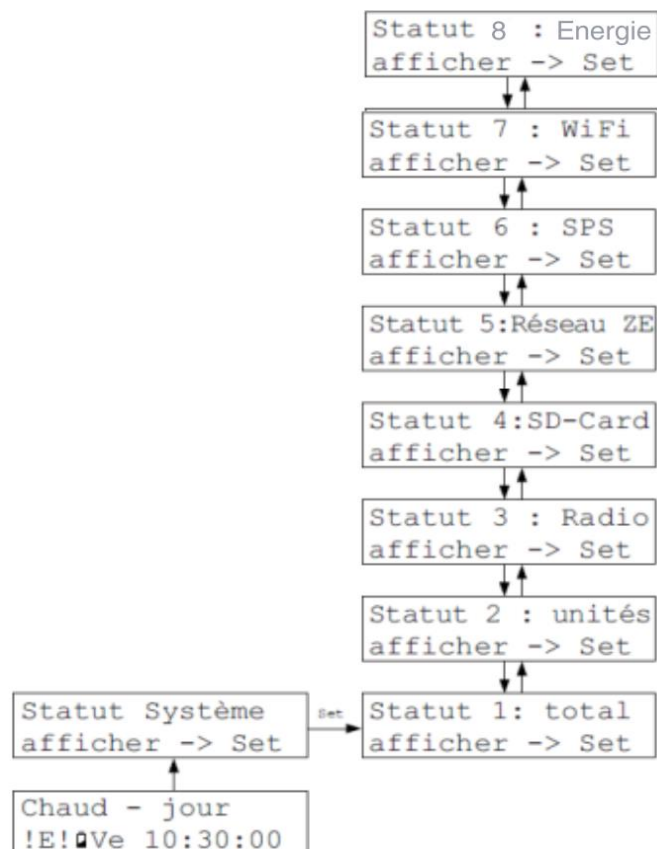 Statut 8 : Energie
afficher -> Set
Statut 7 : WiFi
afficher -> Set
Statut 6 : SPS
afficher -> Set
Statut 5:Réseau ZE
afficher -> Set
Statut 4:SD-Card
afficher -> Set
Statut 3 : Radio
afficher -> Set
Statut 2 : unités
afficher -> Set
Statut Système
afficher -> Set
Set
Statut 1: total
afficher -> Set
Chaud - jour
!E! Ve 10:30:00